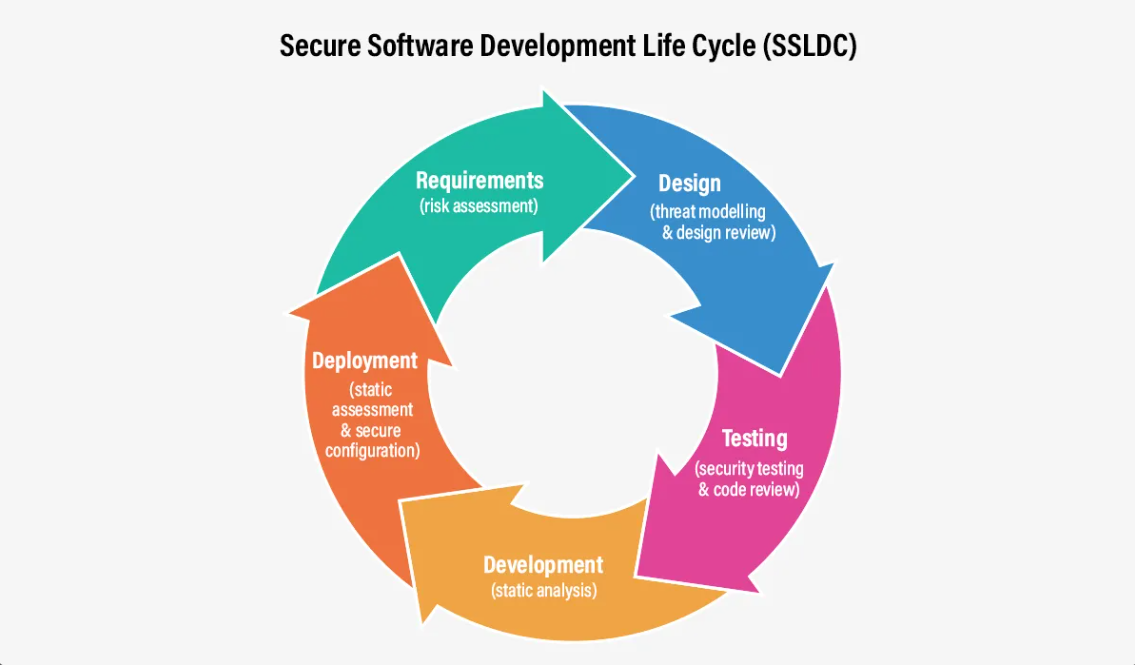 Secure Software Development Life Cycle (SSLDC)
Requirements
(risk assessment)
Design
(threat modelling
& design review)
Testing
(security testing
& code review)
Development
(static analysis)
Deployment
(static
assessment
& secure
configuration)